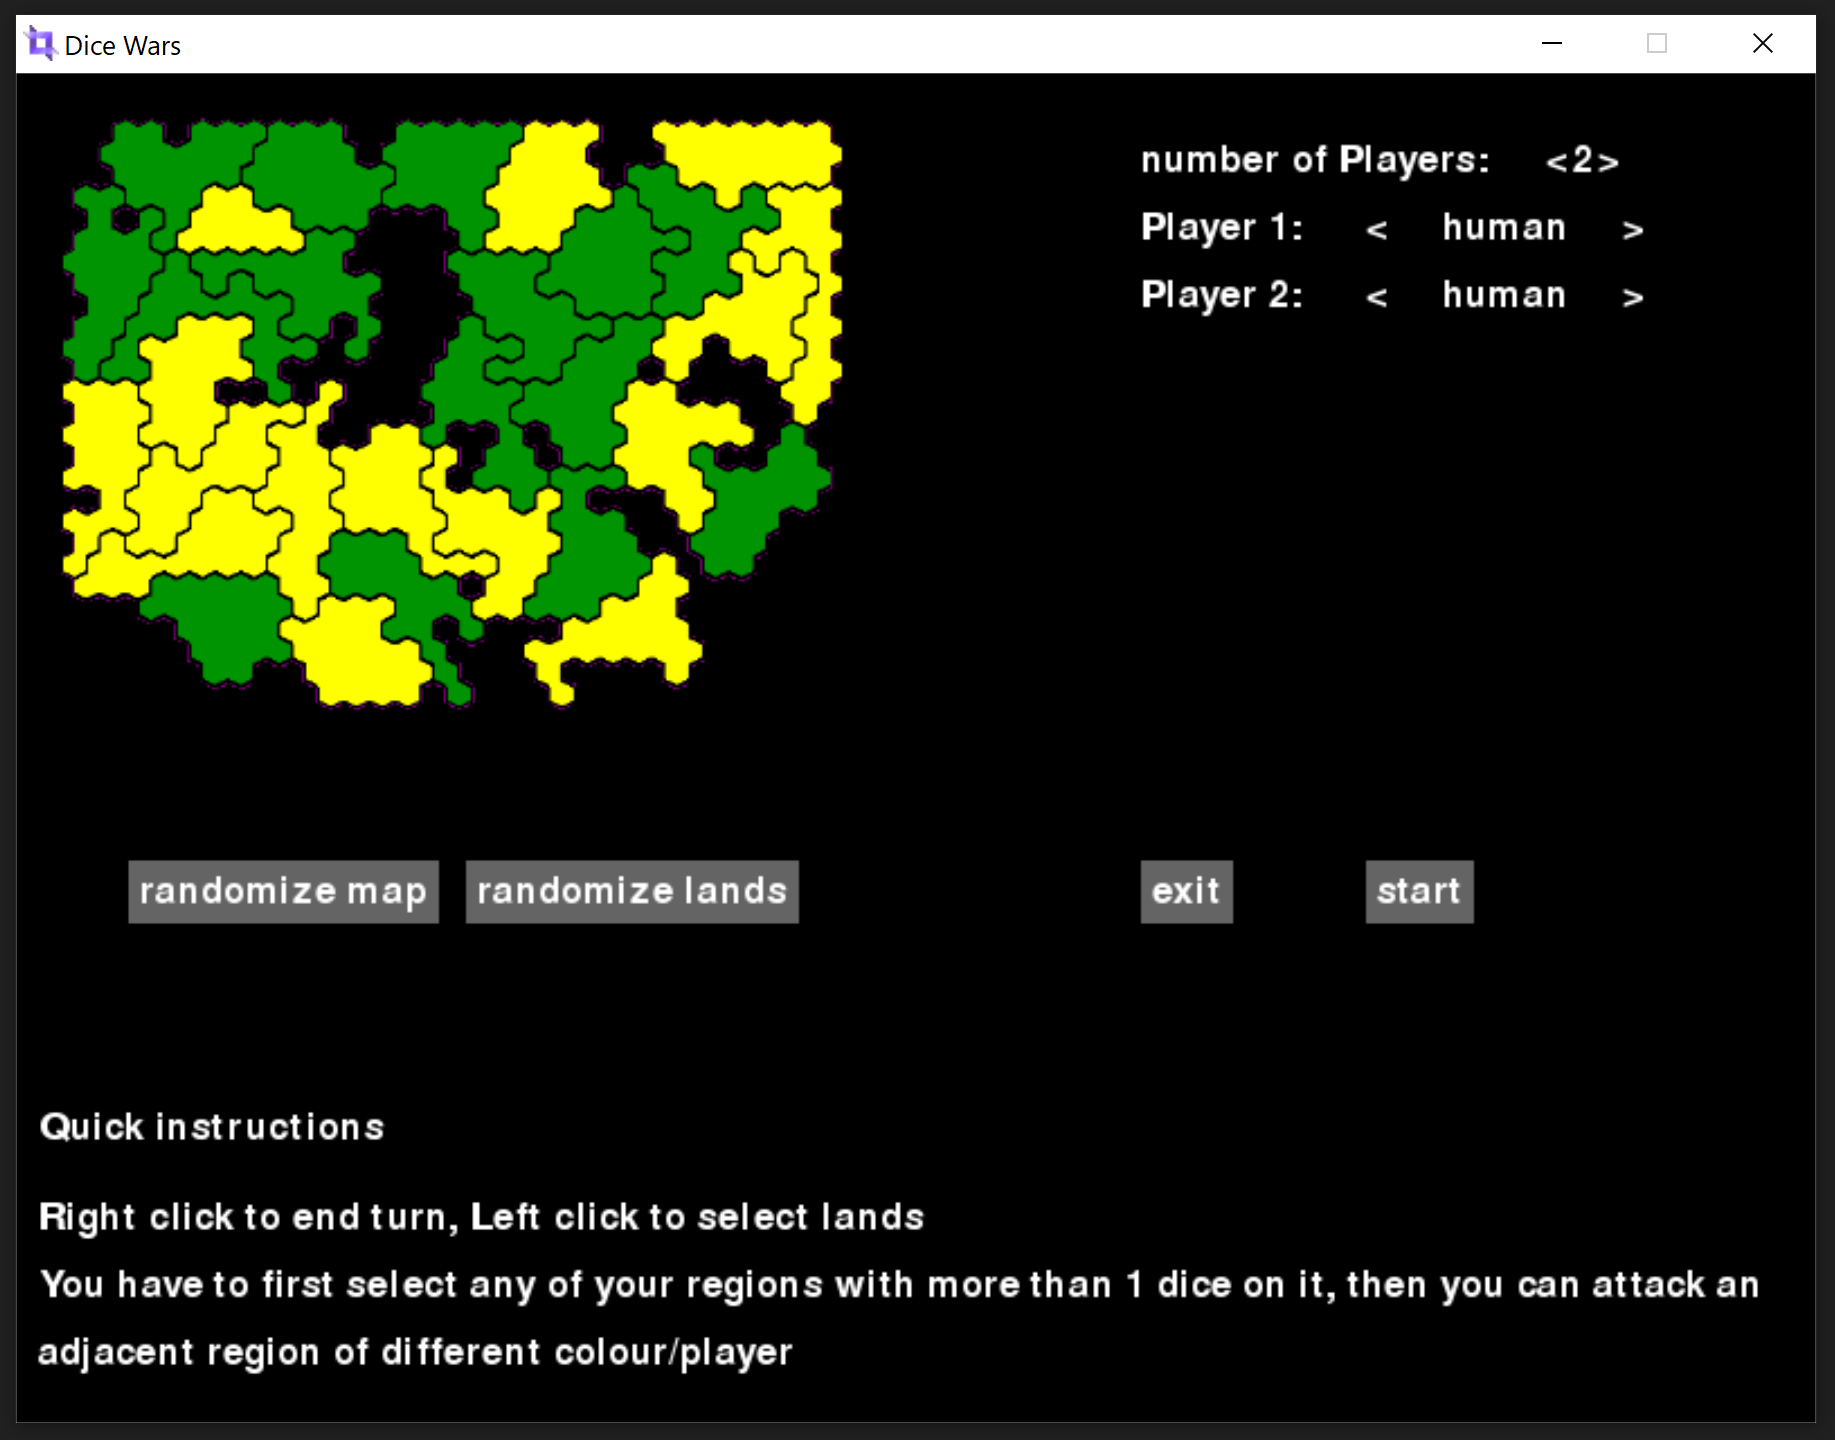 Dice Wars
number of Players: <2>
Player 1: < human >
Player 2: < human >
randomize map randomize lands exit start
Quick instructions
Right click to end turn, Left click to select lands
You have to first select any of your regions with more than 1 dice on it, then you can attack an
adjacent region of different colour/player